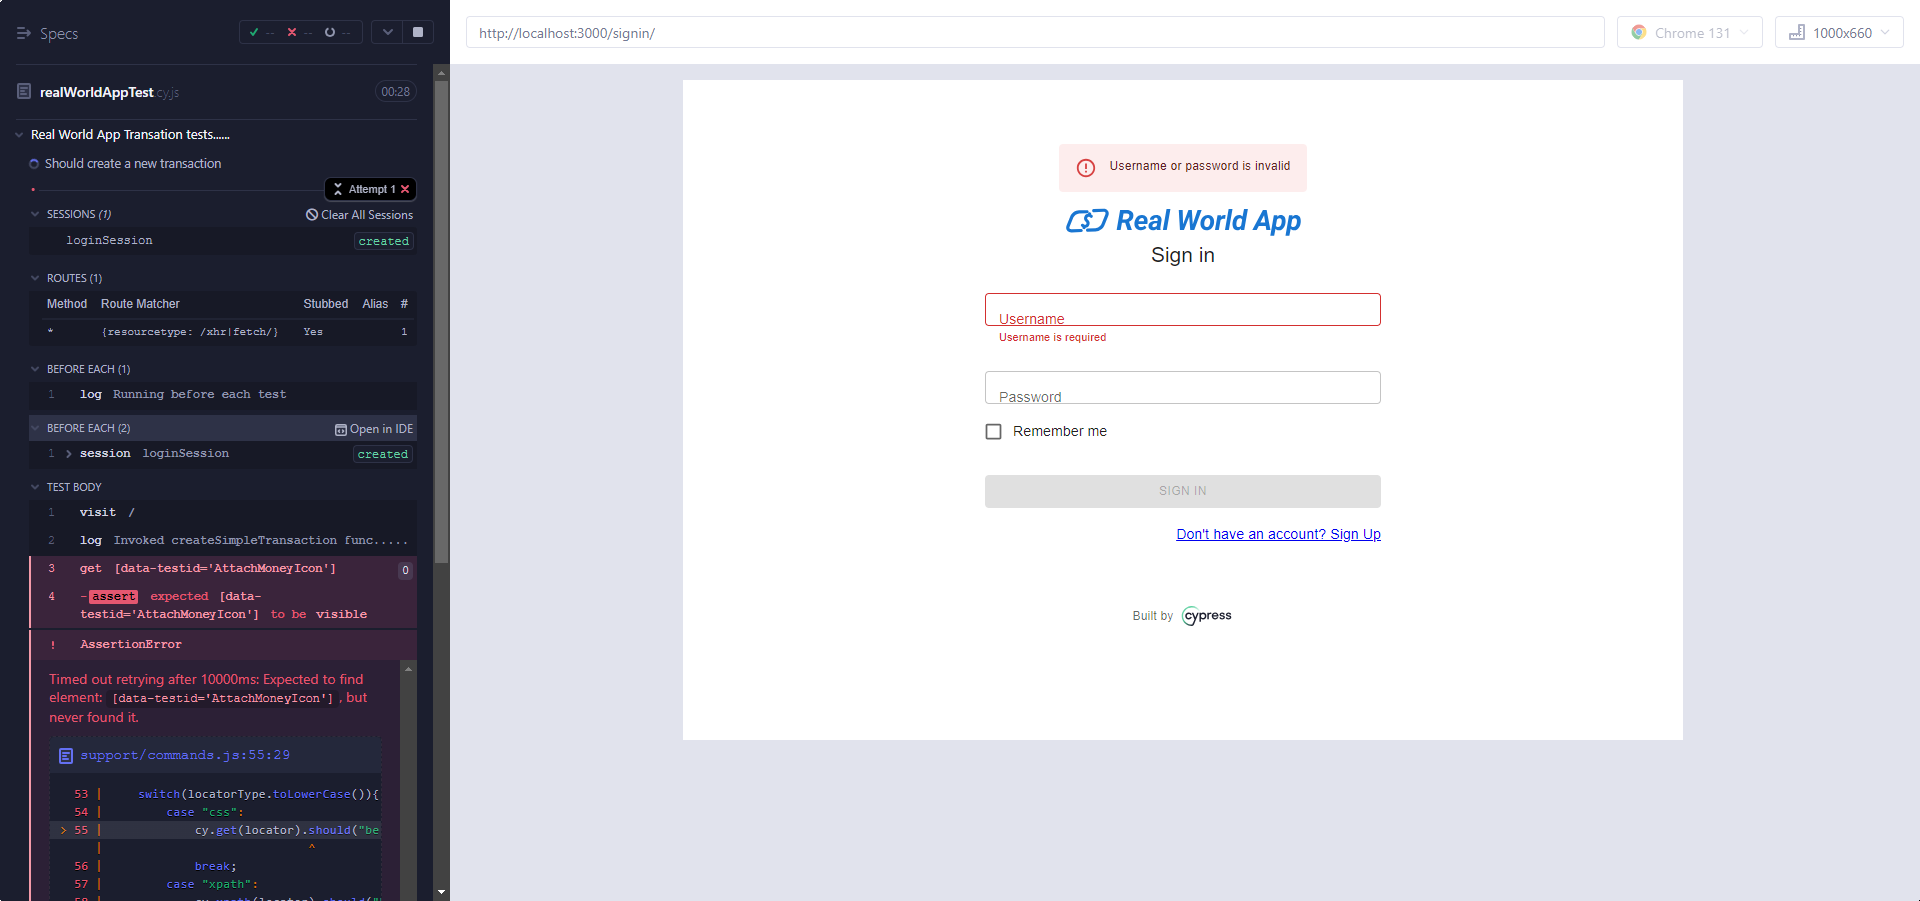 Specs
-- -- --
realWorldAppTest.cy.js 00:28
Real World App Transation tests......
Should create a new transaction
Attempt 1
SESSIONS (1) Clear All Sessions
loginSession created
ROUTES (1)
Method Route Matcher Stubbed Alias #
* {resourcetype: /xhr|fetch/} Yes 1
BEFORE EACH (1)
1 log Running before each test
BEFORE EACH (2) Open in IDE
1 session loginSession created
TEST BODY
1 visit /
2 log Invoked createSimpleTransaction func.....
3 get [data-testid='AttachMoneyIcon'] 0
4 -assert expected [data-
testid='AttachMoneyIcon'] to be visible
! AssertionError
Timed out retrying after 10000ms: Expected to find
element: [data-testid='AttachMoneyIcon'], but
never found it.
support/commands.js:55:29
53 | switch(locatorType.toLowerCase()){
54 | case "css":
> 55 | cy.get(locator).should("be
| ^
56 | break;
57 | case "xpath":
http://localhost:3000/signin/
Chrome 131
1000x660
Username or password is invalid
Real World App
Sign in
Username
Username is required
Password
Remember me
SIGN IN
Don't have an account? Sign Up
Built by cypress